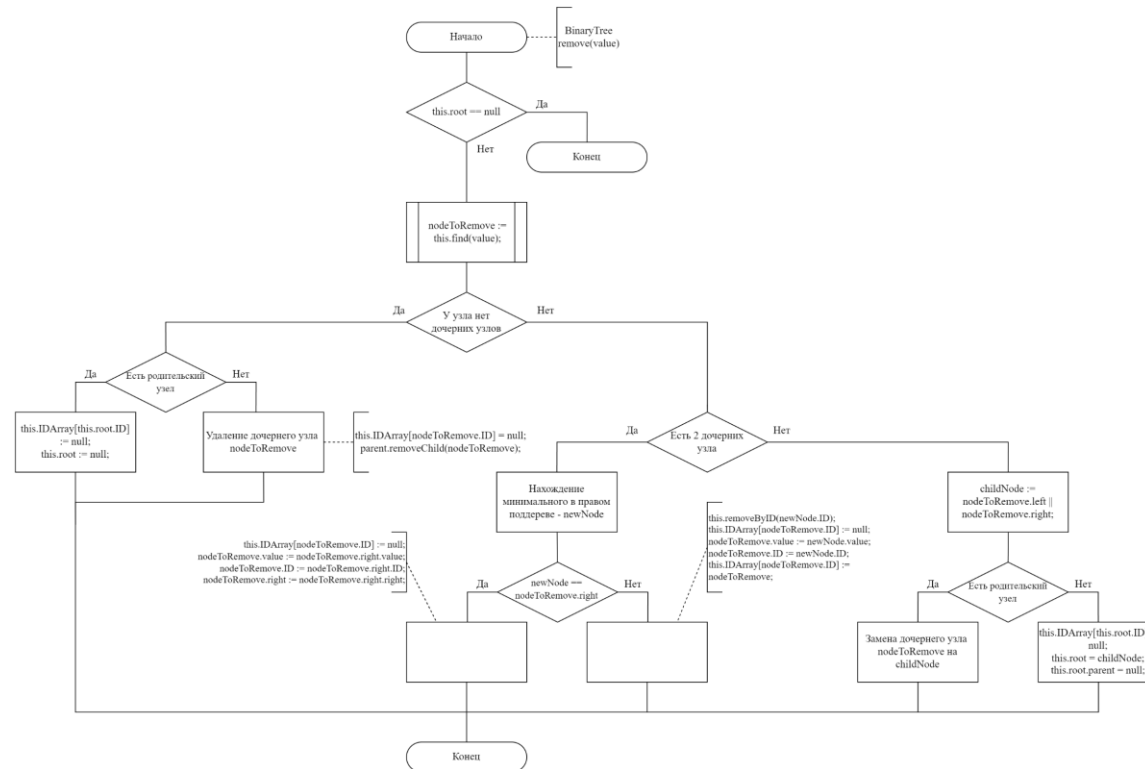 Начало
BinaryTree
remove(value)
this.root == null
Да
Нет
Конец
nodeToRemove :=
this.find(value);
У узла нет
дочерних узлов
Да
Нет
Есть родительский
узел
Да
Нет
this.IDArray[this.root.ID]
:= null;
this.root := null;
Удаление дочернего узла
nodeToRemove
this.IDArray[nodeToRemove.ID] = null;
parent.removeChild(nodeToRemove);
Есть 2 дочерних
узла
Да
Нет
Нахождение
минимального в правом
поддереве - newNode
this.removeByID(newNode.ID);
this.IDArray[nodeToRemove.ID] := null;
nodeToRemove.value := newNode.value;
nodeToRemove.ID := newNode.ID;
this.IDArray[nodeToRemove.ID] :=
nodeToRemove;
childNode :=
nodeToRemove.left ||
nodeToRemove.right;
this.IDArray[nodeToRemove.ID] := null;
nodeToRemove.value := nodeToRemove.right.value;
nodeToRemove.ID := nodeToRemove.right.ID;
nodeToRemove.right := nodeToRemove.right.right;
newNode ==
nodeToRemove.right
Да
Нет
Есть родительский
узел
Да
Нет
Замена дочернего узла
nodeToRemove на
childNode
this.IDArray[this.root.ID
null;
this.root = childNode;
this.root.parent = null;
Конец